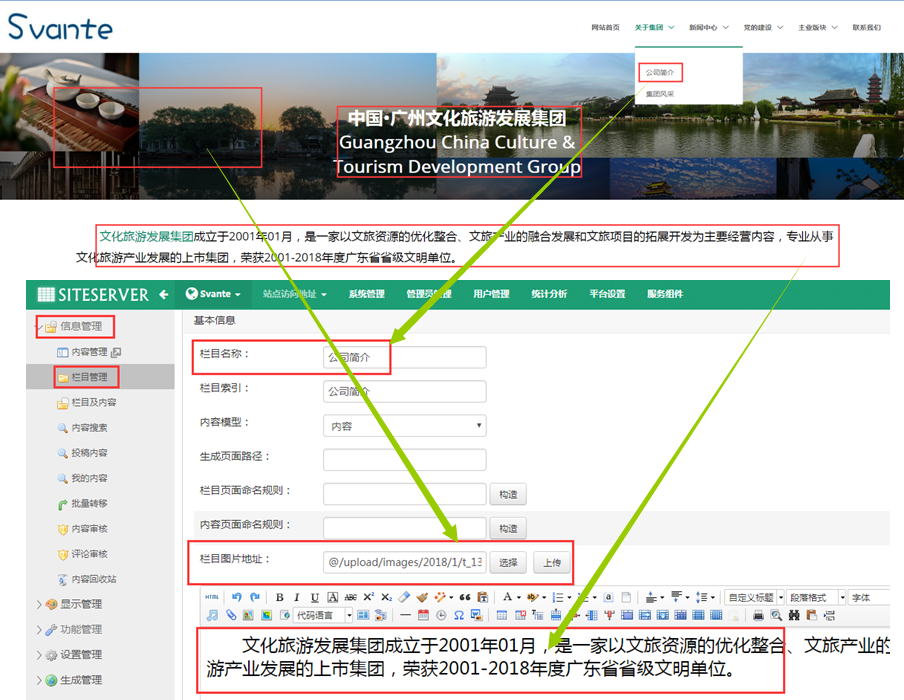 Svante
网站首页 关于集团 新闻中心 党的建设 主业版块 联系我们
公司简介
集团风采
中国·广州文化旅游发展集团
Guangzhou China Culture &
Tourism Development Group
文化旅游发展集团成立于2001年01月，是一家以文旅资源的优化整合、文旅产业的融合发展和文旅项目的拓展开发为主要经营内容，专业从事
文化旅游产业发展的上市集团，荣获2001-2018年度广东省省级文明单位。
SITESERVER Svante 站点访问地址 系统管理 管理员管理 用户管理 统计分析 平台设置 服务组件
信息管理
内容管理
栏目管理
栏目及内容
内容搜索
投稿内容
我的内容
批量转移
内容审核
评论审核
内容回收站
显示管理
功能管理
设置管理
生成管理
基本信息
栏目名称： 公司简介
栏目索引： 公司简介
内容模型： 内容
生成页面路径：
栏目页面命名规则： 构造
内容页面命名规则： 构造
栏目图片地址： @/upload/images/2018/1/t_13 选择 上传
HTML B I U A ABC X² X₂ A 自定义标题 段落格式 字体
代码语言
文化旅游发展集团成立于2001年01月，是一家以文旅资源的优化整合、文旅产业的
游产业发展的上市集团，荣获2001-2018年度广东省省级文明单位。